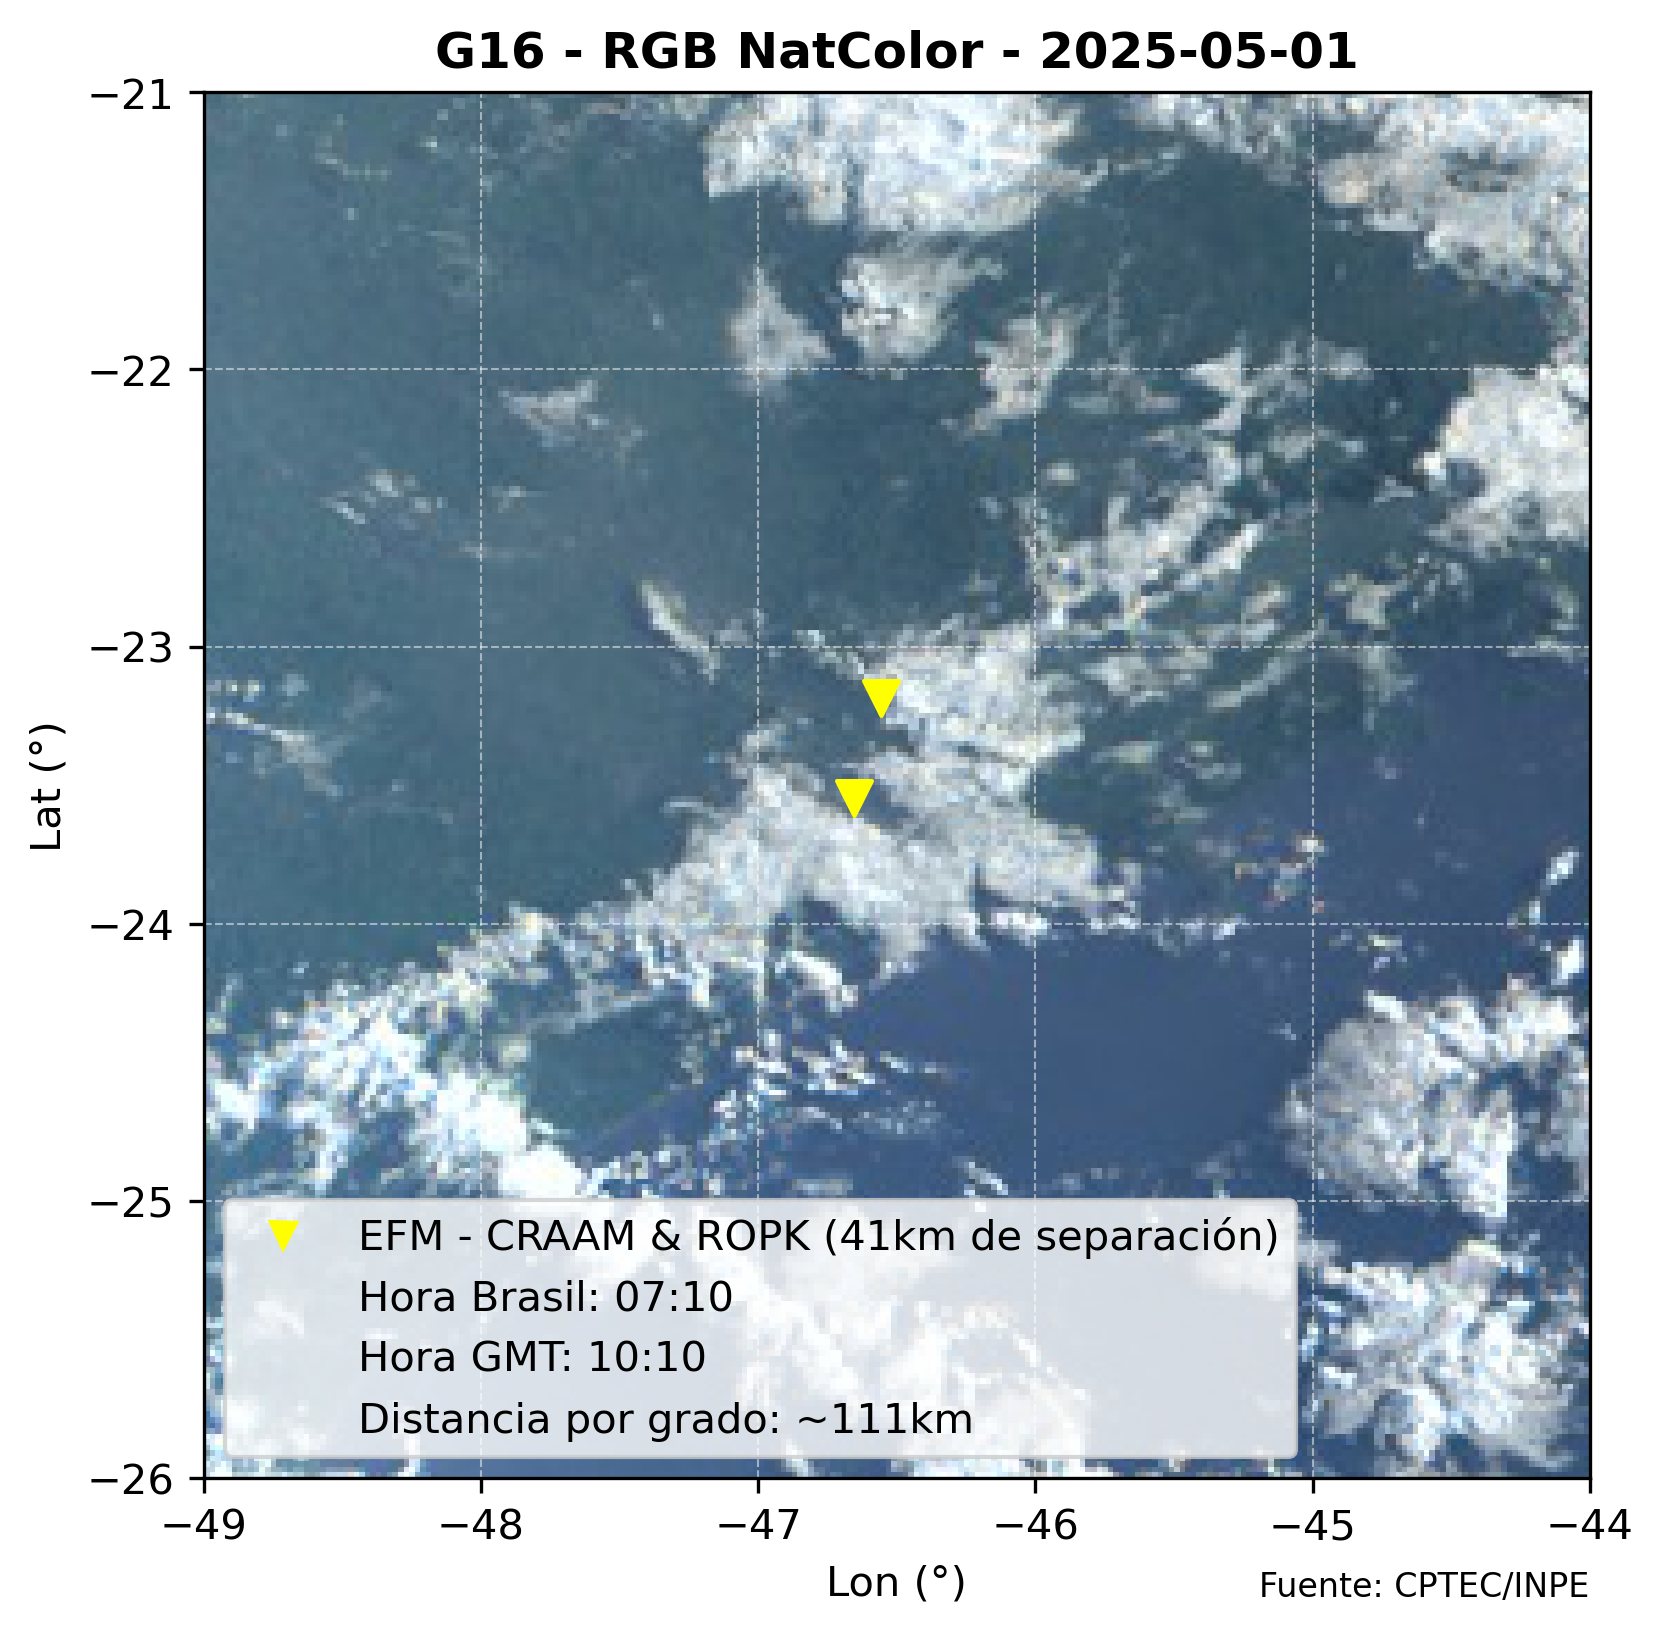 G16 - RGB NatColor - 2025-05-01
−21
−22
−23
−24
−25
−26
Lat (°)
EFM - CRAAM & ROPK (41km de separación)
Hora Brasil: 07:10
Hora GMT: 10:10
Distancia por grado: ~111km
−49
−48
−47
−46
−45
−44
Lon (°)
Fuente: CPTEC/INPE